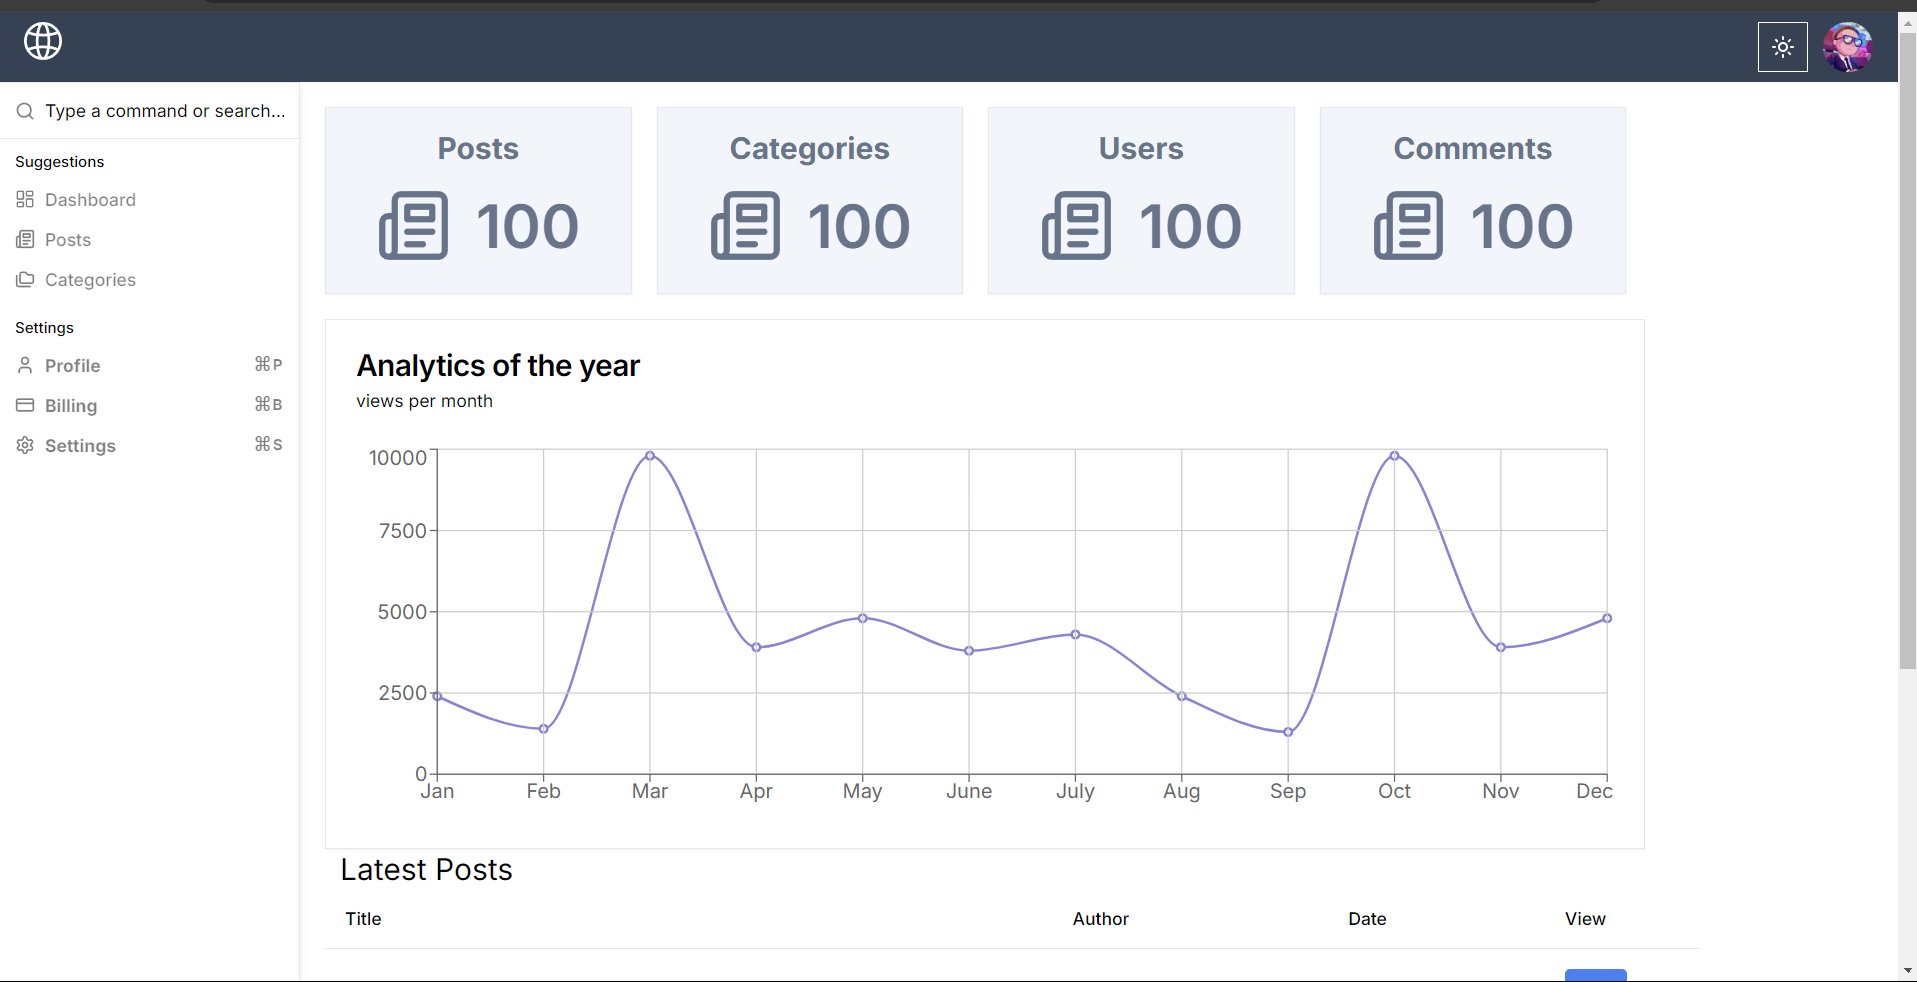 Type a command or search...
Suggestions
Dashboard
Posts
Categories
Settings
Profile ⌘P
Billing ⌘B
Settings ⌘S
Posts
100
Categories
100
Users
100
Comments
100
Analytics of the year
views per month
10000
7500
5000
2500
0
Jan Feb Mar Apr May June July Aug Sep Oct Nov Dec
Latest Posts
Title Author Date View